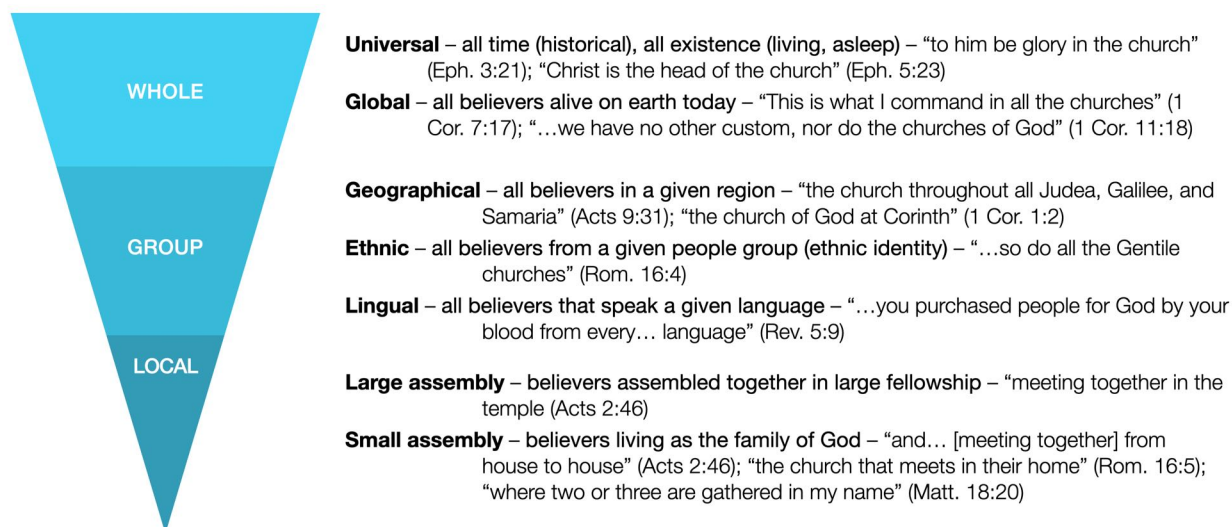 WHOLE
Universal – all time (historical), all existence (living, asleep) – “to him be glory in the church”
(Eph. 3:21); “Christ is the head of the church” (Eph. 5:23)
Global – all believers alive on earth today – “This is what I command in all the churches” (1
Cor. 7:17); “…we have no other custom, nor do the churches of God” (1 Cor. 11:18)
GROUP
Geographical – all believers in a given region – “the church throughout all Judea, Galilee, and
Samaria” (Acts 9:31); “the church of God at Corinth” (1 Cor. 1:2)
Ethnic – all believers from a given people group (ethnic identity) – “…so do all the Gentile
churches” (Rom. 16:4)
Lingual – all believers that speak a given language – “…you purchased people for God by your
blood from every… language” (Rev. 5:9)
LOCAL
Large assembly – believers assembled together in large fellowship – “meeting together in the
temple (Acts 2:46)
Small assembly – believers living as the family of God – “and… [meeting together] from
house to house” (Acts 2:46); “the church that meets in their home” (Rom. 16:5);
“where two or three are gathered in my name” (Matt. 18:20)